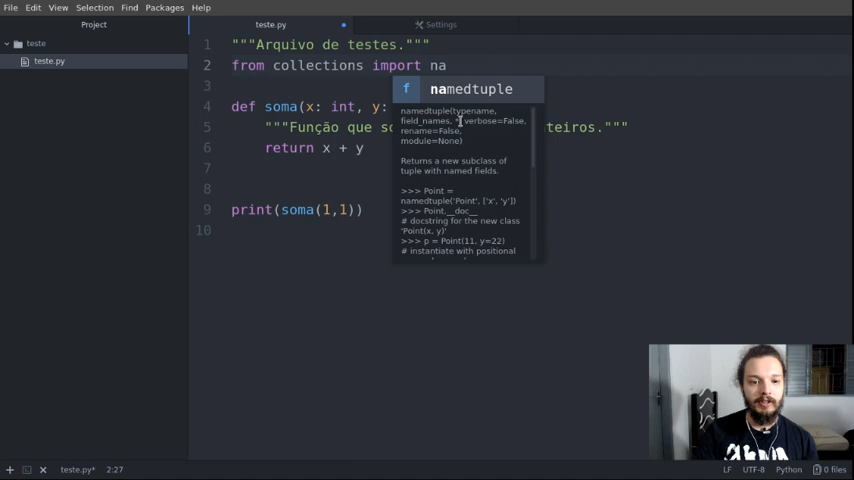 File Edit View Selection Find Packages Help
Project
teste.py
Settings
teste
teste.py
1 """Arquivo de testes."""
2 from collections import na
3
f namedtuple
namedtuple(typename,
field_names, *, verbose=False,
rename=False,
module=None)
Returns a new subclass of
tuple with named fields.
>>> Point =
namedtuple('Point', ['x', 'y'])
>>> Point.__doc__
# docstring for the new class
'Point(x, y)'
>>> p = Point(11, y=22)
# instantiate with positional
4 def soma(x: int, y:
5 """Função que so teiros."""
6 return x + y
7
8
9 print(soma(1,1))
10
teste.py* 2:27
LF UTF-8 Python 0 files